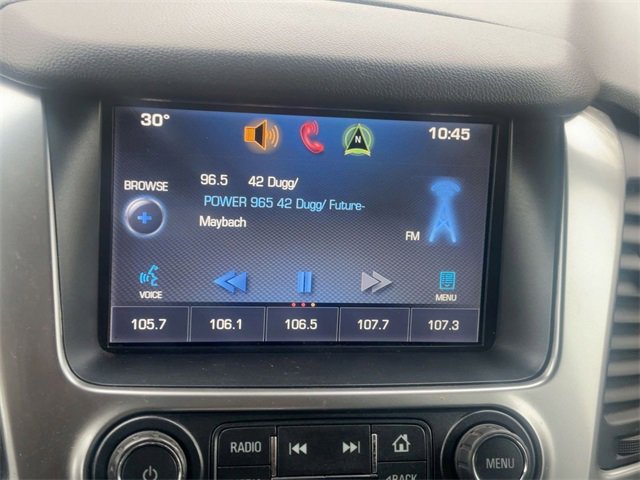 30°
N
10:45
96.5 42 Dugg/
BROWSE
POWER 965 42 Dugg/ Future-
Maybach
FM
VOICE
MENU
105.7 106.1 106.5 107.7 107.3
RADIO
MENU
BACK